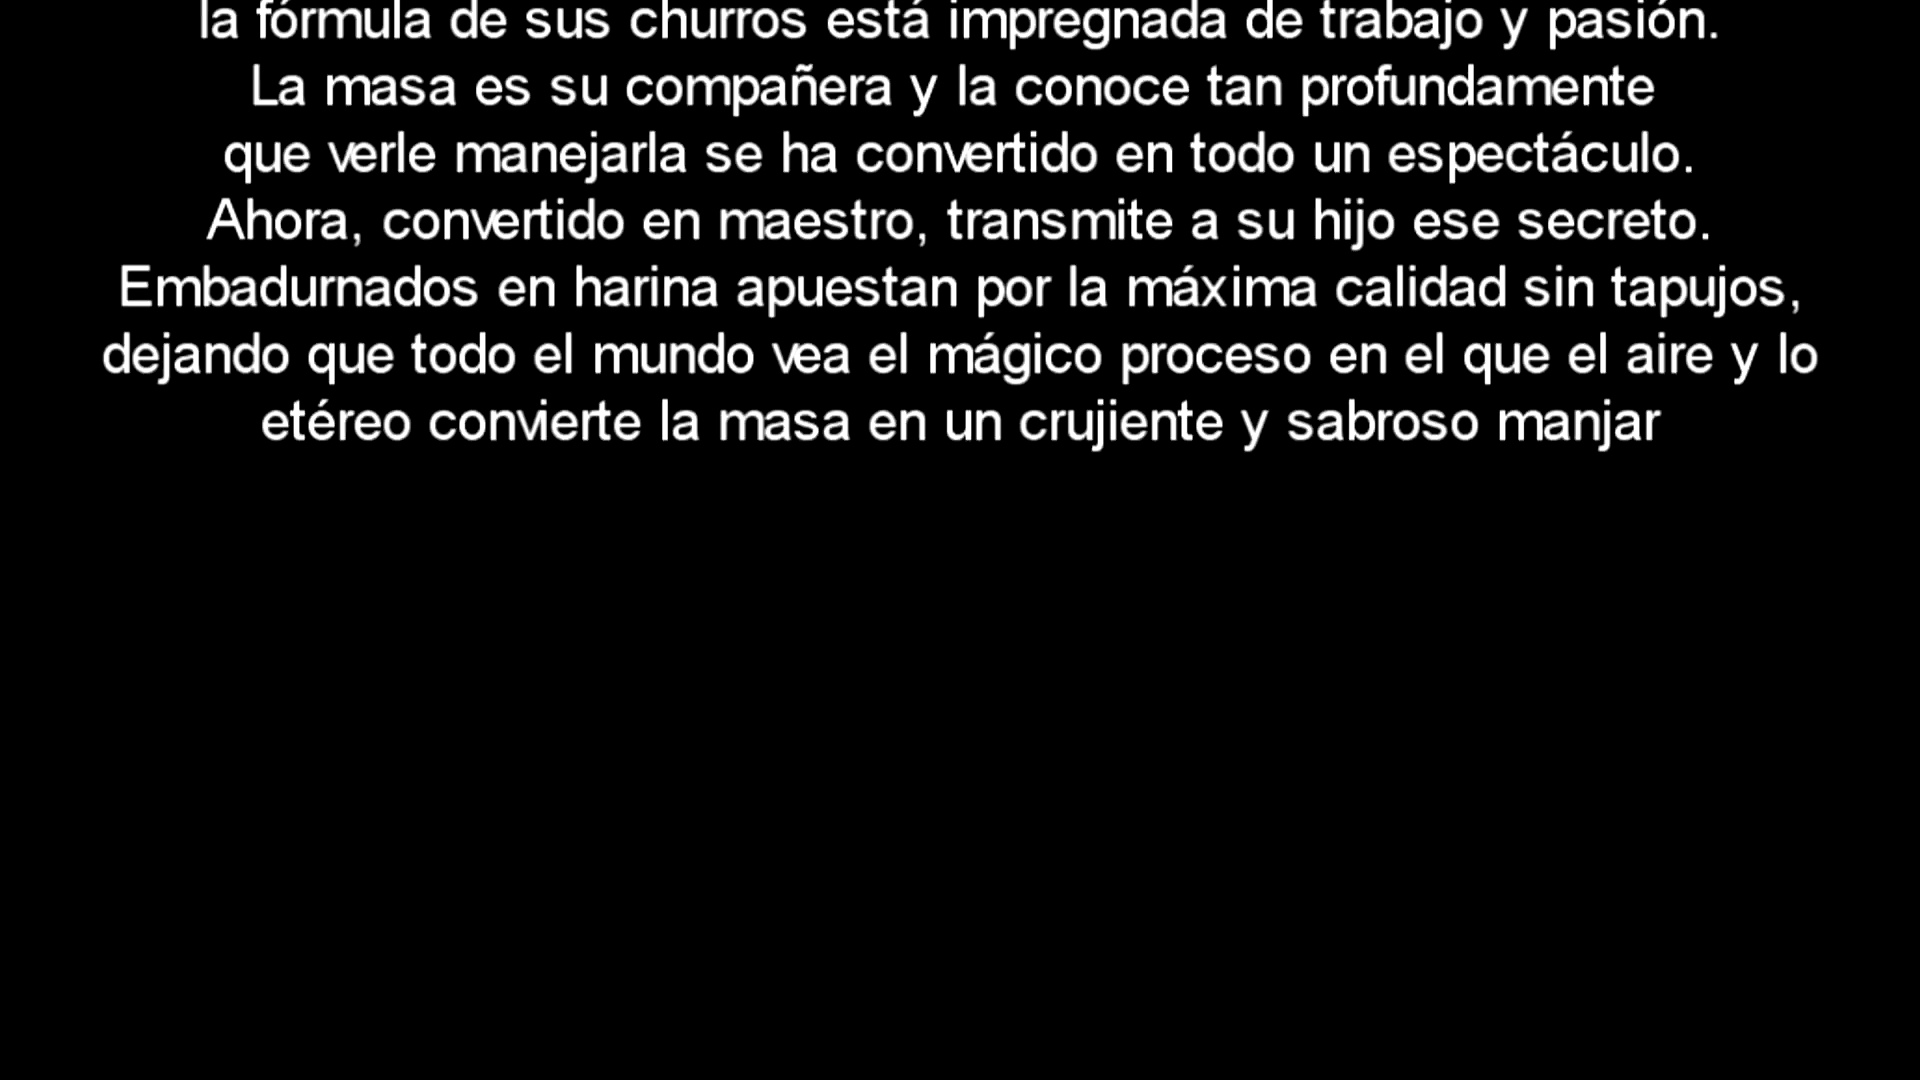 la fórmula de sus churros está impregnada de trabajo y pasión.
La masa es su compañera y la conoce tan profundamente
que verle manejarla se ha convertido en todo un espectáculo.
Ahora, convertido en maestro, transmite a su hijo ese secreto.
Embadurnados en harina apuestan por la máxima calidad sin tapujos,
dejando que todo el mundo vea el mágico proceso en el que el aire y lo
etéreo convierte la masa en un crujiente y sabroso manjar